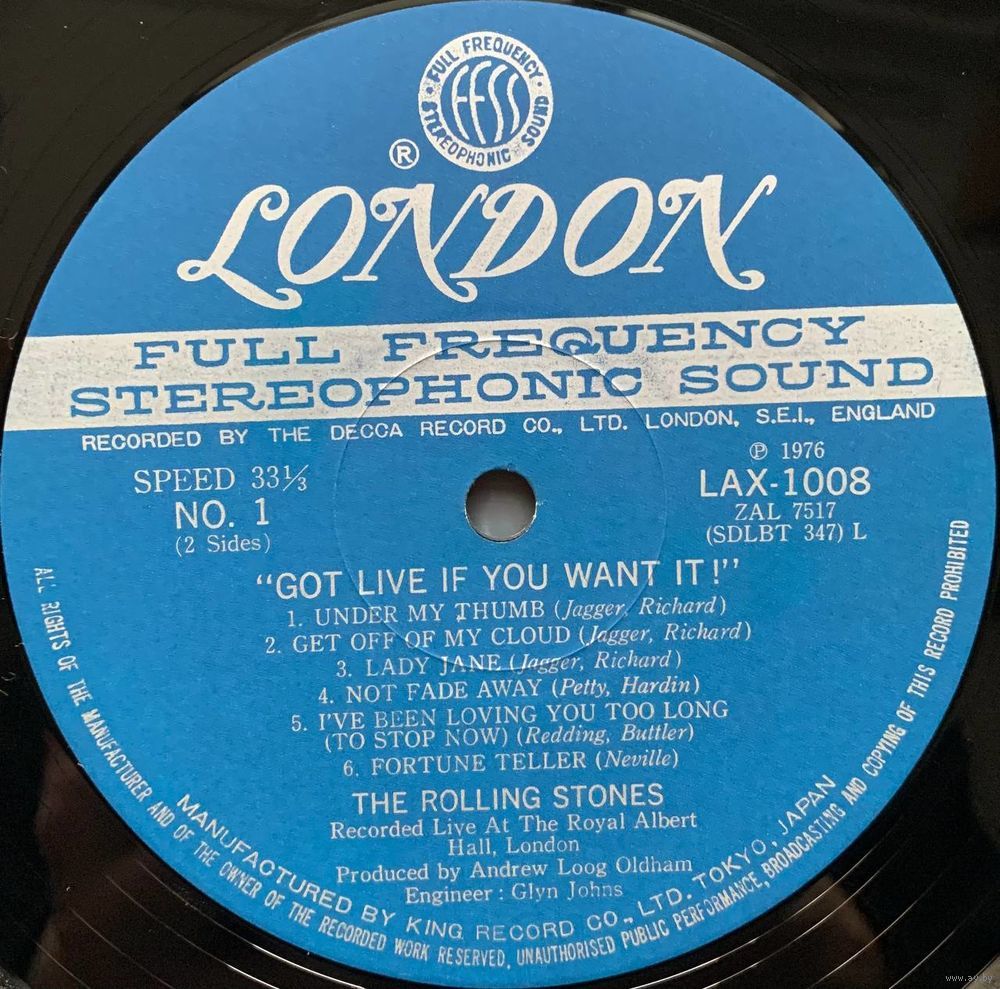 FULL FREQUENCY
FFSS
STEREOPHONIC SOUND
®
LONDON
FULL FREQUENCY
STEREOPHONIC SOUND
RECORDED BY THE DECCA RECORD CO., LTD. LONDON, S.E.I., ENGLAND
SPEED 33⅓
NO. 1
(2 Sides)
℗ 1976
LAX-1008
ZAL 7517
(SDLBT 347) L
"GOT LIVE IF YOU WANT IT!"
1. UNDER MY THUMB (Jagger, Richard)
2. GET OFF OF MY CLOUD (Jagger, Richard)
3. LADY JANE (Jagger, Richard)
4. NOT FADE AWAY (Petty, Hardin)
5. I'VE BEEN LOVING YOU TOO LONG
(TO STOP NOW) (Redding, Buttler)
6. FORTUNE TELLER (Neville)
THE ROLLING STONES
Recorded Live At The Royal Albert
Hall, London
Produced by Andrew Loog Oldham
Engineer : Glyn Johns
MANUFACTURED BY KING RECORD CO., LTD. TOKYO, JAPAN
ALL RIGHTS OF THE MANUFACTURER AND OF THE OWNER OF THE RECORDED WORK RESERVED, UNAUTHORISED PUBLIC PERFORMANCE, BROADCASTING AND COPYING OF THIS RECORD PROHIBITED
www.ay.by